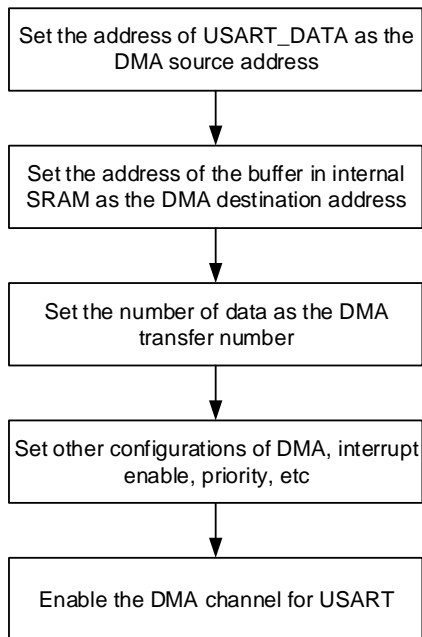 Set the address of USART_DATA as the
DMA source address
Set the address of the buffer in internal
SRAM as the DMA destination address
Set the number of data as the DMA
transfer number
Set other configurations of DMA, interrupt
enable, priority, etc
Enable the DMA channel for USART